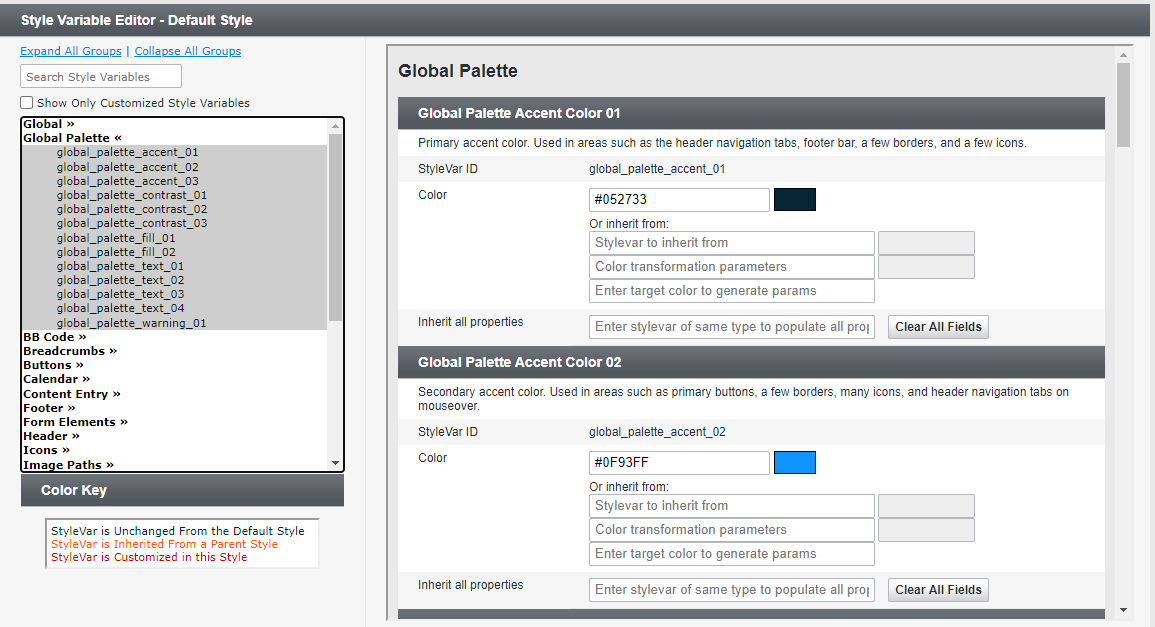 Style Variable Editor - Default Style
Expand All Groups | Collapse All Groups
Search Style Variables
Show Only Customized Style Variables
Global »
Global Palette «
global_palette_accent_01
global_palette_accent_02
global_palette_accent_03
global_palette_contrast_01
global_palette_contrast_02
global_palette_contrast_03
global_palette_fill_01
global_palette_fill_02
global_palette_text_01
global_palette_text_02
global_palette_text_03
global_palette_text_04
global_palette_warning_01
BB Code »
Breadcrumbs »
Buttons »
Calendar »
Content Entry »
Footer »
Form Elements »
Header »
Icons »
Image Paths »
Color Key
StyleVar is Unchanged From the Default Style
StyleVar is Inherited From a Parent Style
StyleVar is Customized in this Style
Global Palette
Global Palette Accent Color 01
Primary accent color. Used in areas such as the header navigation tabs, footer bar, a few borders, and a few icons.
StyleVar ID global_palette_accent_01
Color #052733
Or inherit from:
Stylevar to inherit from
Color transformation parameters
Enter target color to generate params
Inherit all properties Enter stylevar of same type to populate all prop Clear All Fields
Global Palette Accent Color 02
Secondary accent color. Used in areas such as primary buttons, a few borders, many icons, and header navigation tabs on
mouseover.
StyleVar ID global_palette_accent_02
Color #0F93FF
Or inherit from:
Stylevar to inherit from
Color transformation parameters
Enter target color to generate params
Inherit all properties Enter stylevar of same type to populate all prop Clear All Fields